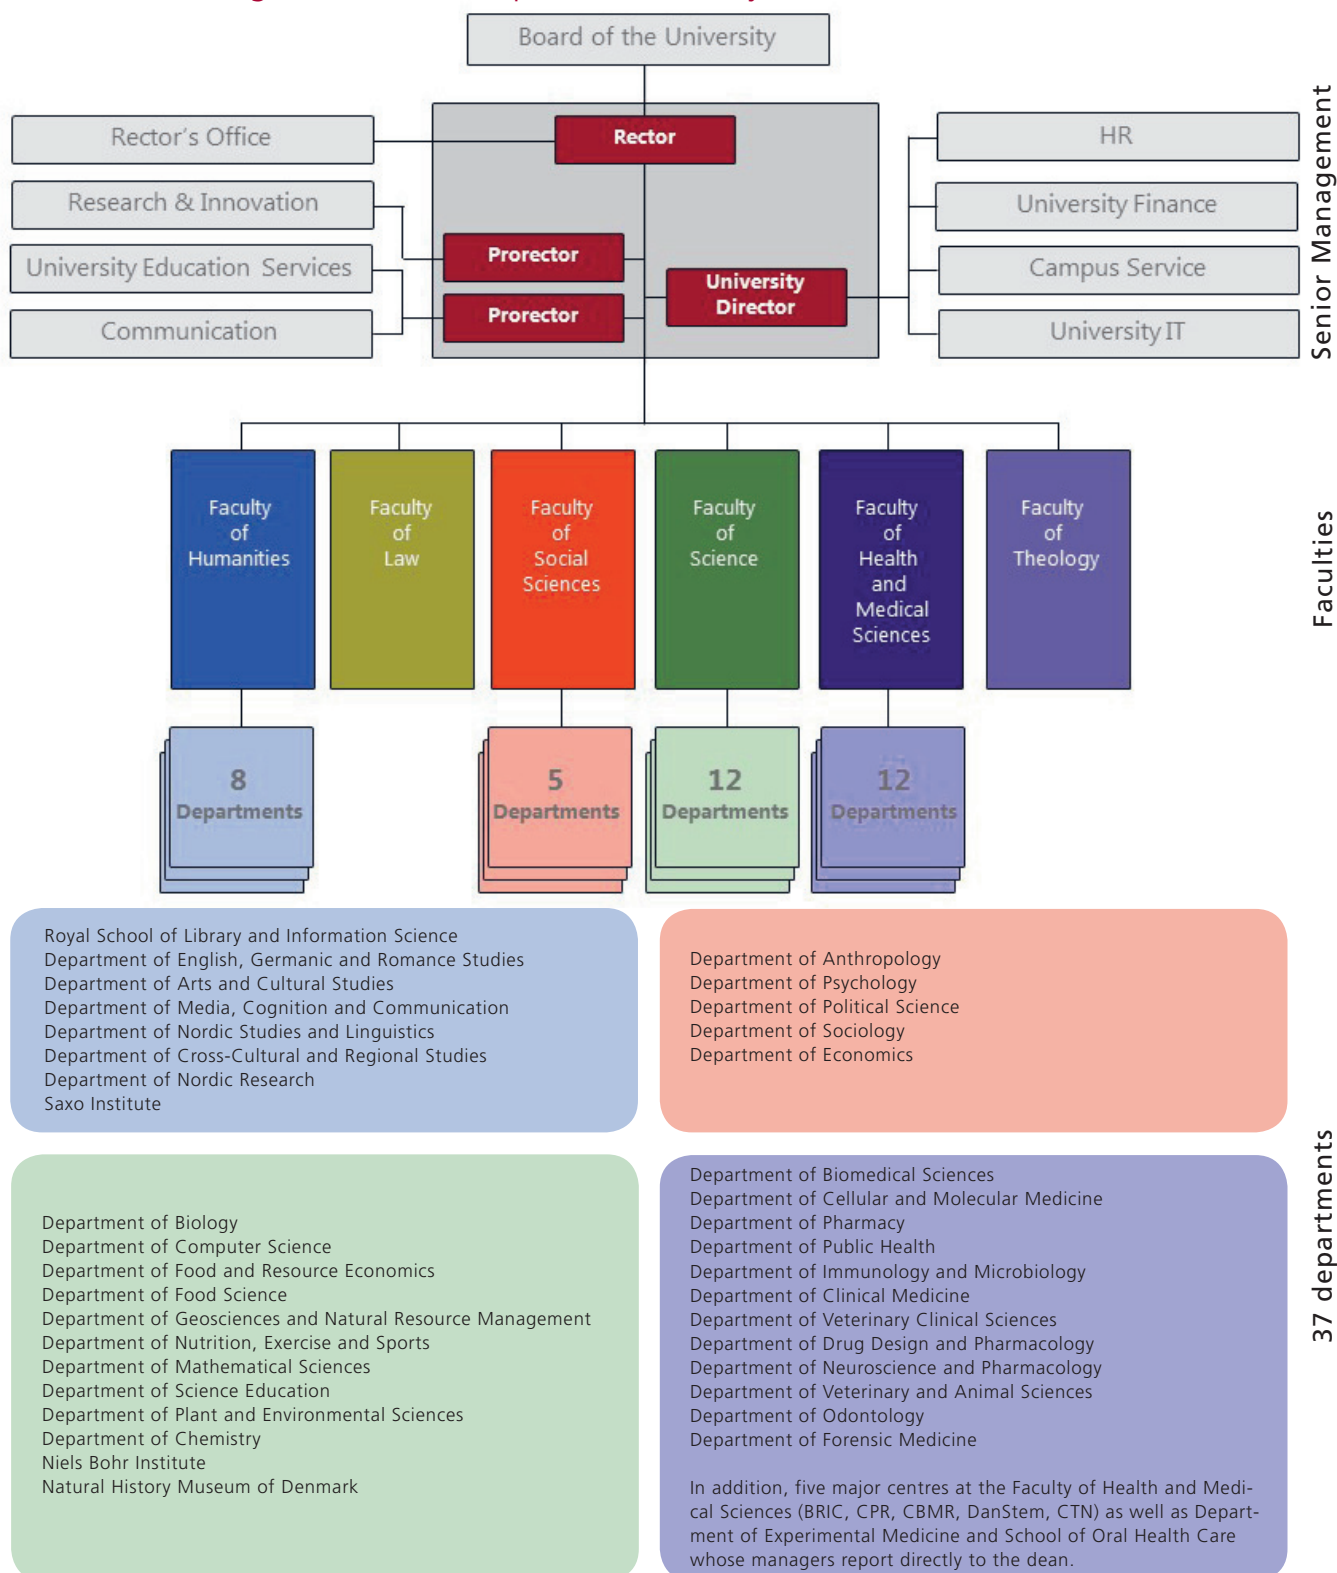 Board of the University
Rector's Office
Rector
HR
Research & Innovation
University Finance
University Education Services
Prorector
University
Director
Campus Service
Communication
Prorector
University IT
Senior Management
Faculty
of
Humanities
Faculty
of
Law
Faculty
of
Social
Sciences
Faculty
of
Science
Faculty
of
Health
and
Medical
Sciences
Faculty
of
Theology
Faculties
8
Departments
5
Departments
12
Departments
12
Departments
Royal School of Library and Information Science
Department of English, Germanic and Romance Studies
Department of Arts and Cultural Studies
Department of Media, Cognition and Communication
Department of Nordic Studies and Linguistics
Department of Cross-Cultural and Regional Studies
Department of Nordic Research
Saxo Institute
Department of Anthropology
Department of Psychology
Department of Political Science
Department of Sociology
Department of Economics
Department of Biology
Department of Computer Science
Department of Food and Resource Economics
Department of Food Science
Department of Geosciences and Natural Resource Management
Department of Nutrition, Exercise and Sports
Department of Mathematical Sciences
Department of Science Education
Department of Plant and Environmental Sciences
Department of Chemistry
Niels Bohr Institute
Natural History Museum of Denmark
Department of Biomedical Sciences
Department of Cellular and Molecular Medicine
Department of Pharmacy
Department of Public Health
Department of Immunology and Microbiology
Department of Clinical Medicine
Department of Veterinary Clinical Sciences
Department of Drug Design and Pharmacology
Department of Neuroscience and Pharmacology
Department of Veterinary and Animal Sciences
Department of Odontology
Department of Forensic Medicine
In addition, five major centres at the Faculty of Health and Medi-
cal Sciences (BRIC, CPR, CBMR, DanStem, CTN) as well as Depart-
ment of Experimental Medicine and School of Oral Health Care
whose managers report directly to the dean.
37 departments